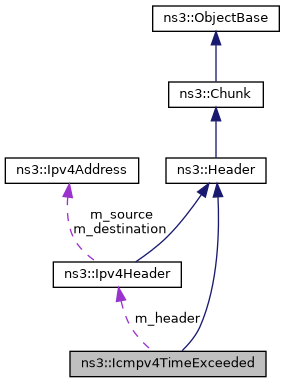 ns3::ObjectBase
ns3::Chunk
ns3::Ipv4Address
ns3::Header
m_source
m_destination
ns3::Ipv4Header
m_header
ns3::Icmpv4TimeExceeded